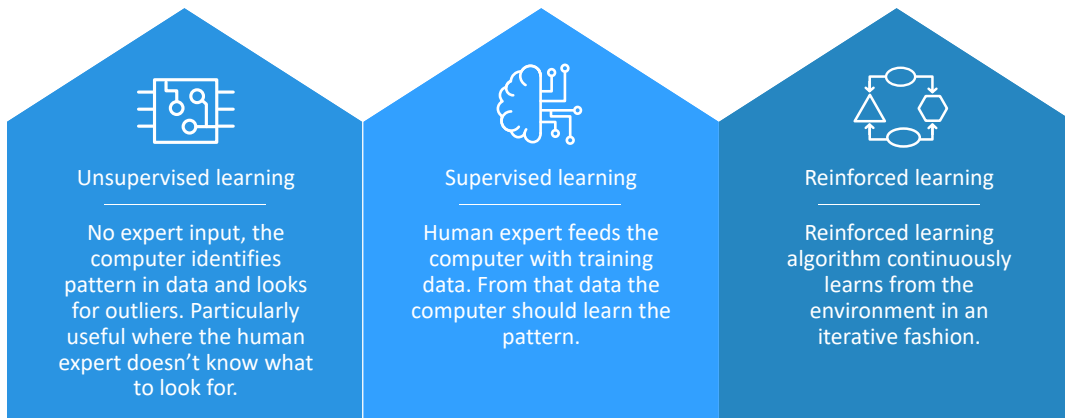 Unsupervised learning
No expert input, the
computer identifies
pattern in data and looks
for outliers. Particularly
useful where the human
expert doesn’t know what
to look for.
Supervised learning
Human expert feeds the
computer with training
data. From that data the
computer should learn the
pattern.
Reinforced learning
Reinforced learning
algorithm continuously
learns from the
environment in an
iterative fashion.